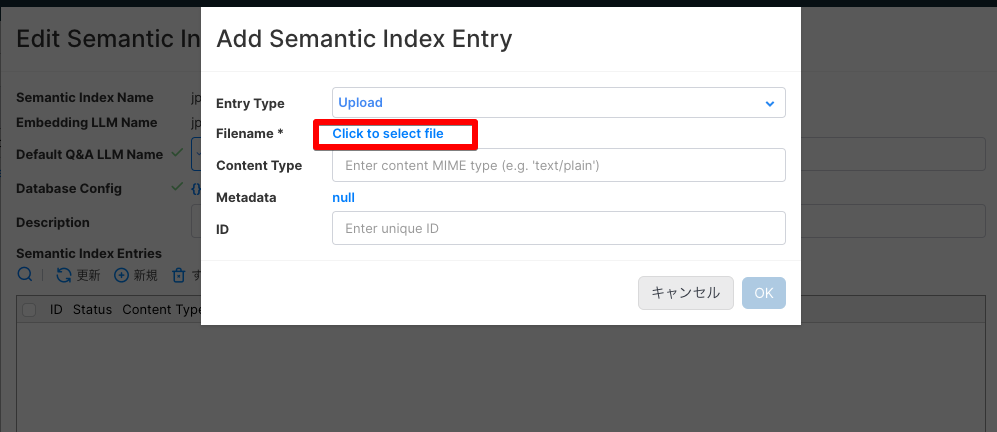 Edit Semantic In
Add Semantic Index Entry
Semantic Index Name jp
Embedding LLM Name jp
Default Q&A LLM Name
Database Config {}
Description
Semantic Index Entries
更新 新規 す
ID Status Content Type
Entry Type Upload
Filename * Click to select file
Content Type Enter content MIME type (e.g. 'text/plain')
Metadata null
ID Enter unique ID
キャンセル OK